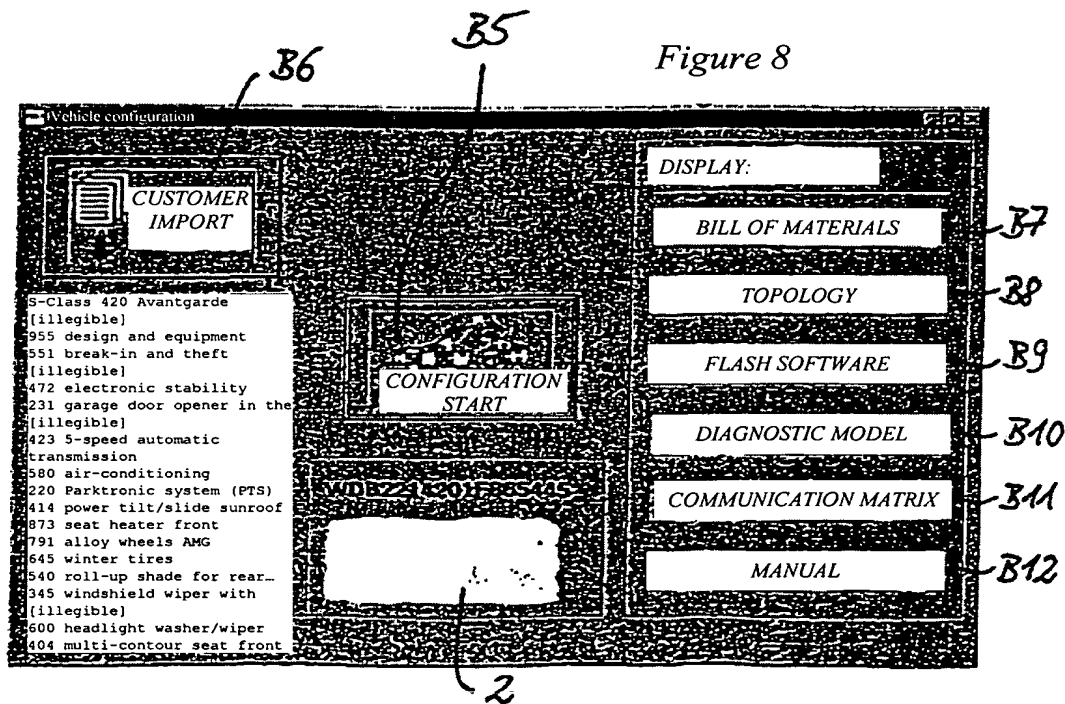 B5
B6
Figure 8
Vehicle configuration
CUSTOMER
IMPORT
S-Class 420 Avantgarde
[illegible]
955 design and equipment
551 break-in and theft
[illegible]
472 electronic stability
231 garage door opener in the
[illegible]
423 5-speed automatic
transmission
580 air-conditioning
220 Parktronic system (PTS)
414 power tilt/slide sunroof
873 seat heater front
791 alloy wheels AMG
645 winter tires
540 roll-up shade for rear…
345 windshield wiper with
[illegible]
600 headlight washer/wiper
404 multi-contour seat front
CONFIGURATION
START
2
DISPLAY:
BILL OF MATERIALS
B7
TOPOLOGY
B8
FLASH SOFTWARE
B9
DIAGNOSTIC MODEL
B10
COMMUNICATION MATRIX
B11
MANUAL
B12